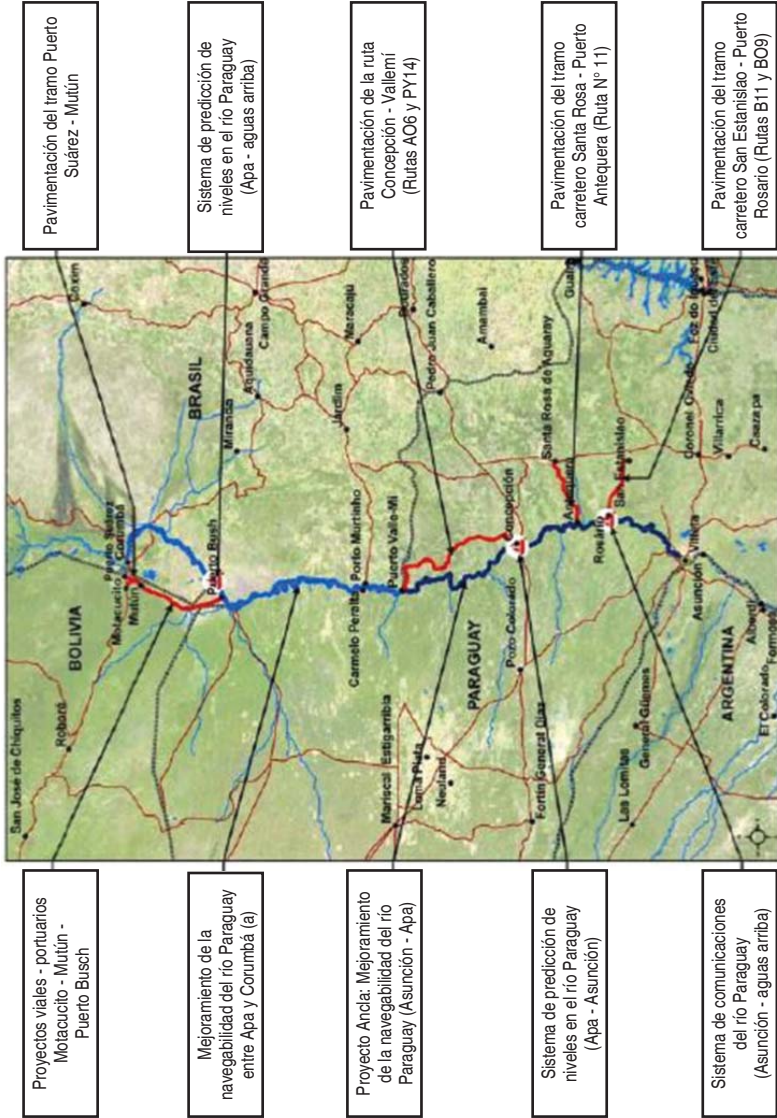 Pavimentación del tramo Puerto
Suárez - Mutún
Sistema de predicción de
niveles en el río Paraguay
(Apa - aguas arriba)
Pavimentación de la ruta
Concepción - Vallemí
(Rutas AO6 y PY14)
Pavimentación del tramo
carretero Santa Rosa - Puerto
Antequera (Ruta N° 11)
Pavimentación del tramo
carretero San Estanislao - Puerto
Rosario (Rutas B11 y BO9)
San José de Chiquitos
Roboré
BOLIVIA
Puerto Suárez
Corumbá
Motacucito
Mutún
Coxim
BRASIL
Miranda
Aquidauana
Campo Grande
Jardim
Maracajú
Carmelo Peralta
Porto Murtinho
Puerto Valle-Mi
Pedro Juan Caballero
Amambai
Mariscal Estigarribia
Loma Plata
Neuland
PARAGUAY
Pozo Colorado
Concepción
Fortín General Díaz
Santa Rosa de Aguaray
Las Lomitas
General Güemes
Rosário
San Estanislao
Asunción
Villeta
Coronel Oviedo
Villarrica
Caazapa
ARGENTINA
El Colorado
Alberdi
Formosa
Proyectos viales - portuarios
Motacucito - Mutún -
Puerto Busch
Mejoramiento de la
navegabilidad del río Paraguay
entre Apa y Corumbá (a)
Proyecto Ancla: Mejoramiento
de la navegabilidad del río
Paraguay (Asunción - Apa)
Sistema de predicción de
niveles en el río Paraguay
(Apa - Asunción)
Sistema de comunicaciones
del río Paraguay
(Asunción - aguas arriba)